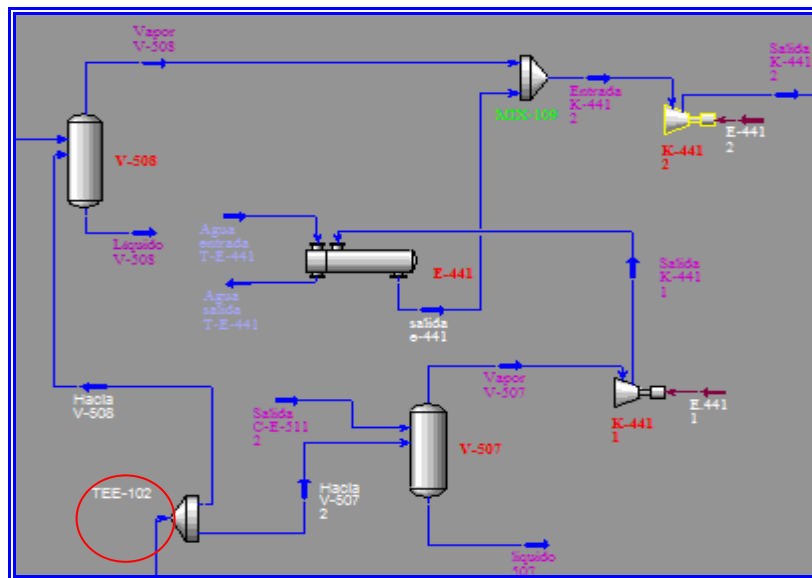 Vapor
V-508
V-508
Liquido
V-508
MIX-169
Entrada
K-441
2
Salida
K-441
2
K-441
2
E-441
2
Agua
entrada
T-E-441
Agua
salida
T-E-441
E-441
salida
e-441
Salida
K-441
1
Hacia
V-508
Salida
C-E-511
2
Vapor
V-507
V-507
K-441
1
E.441
1
TEE-102
Hacia
V-507
2
liquido
507